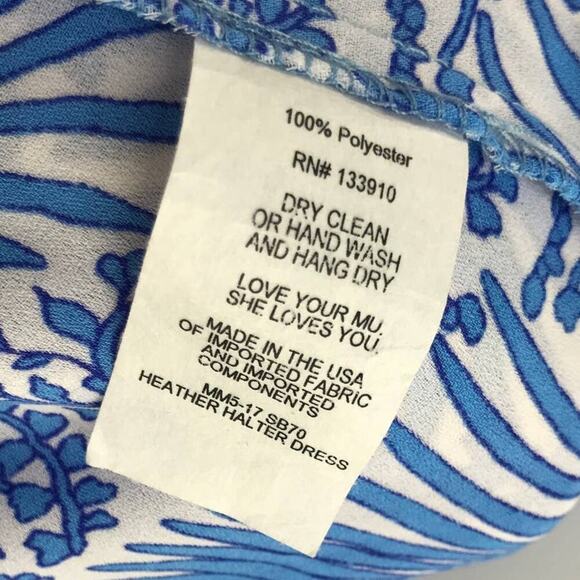 100% Polyester
RN# 133910
DRY CLEAN
OR HAND WASH
AND HANG DRY
LOVE YOUR MU.
SHE LOVES YOU.
MADE IN THE USA
OF IMPORTED FABRIC
AND IMPORTED
COMPONENTS
MM5-17 SB70
HEATHER HALTER DRESS